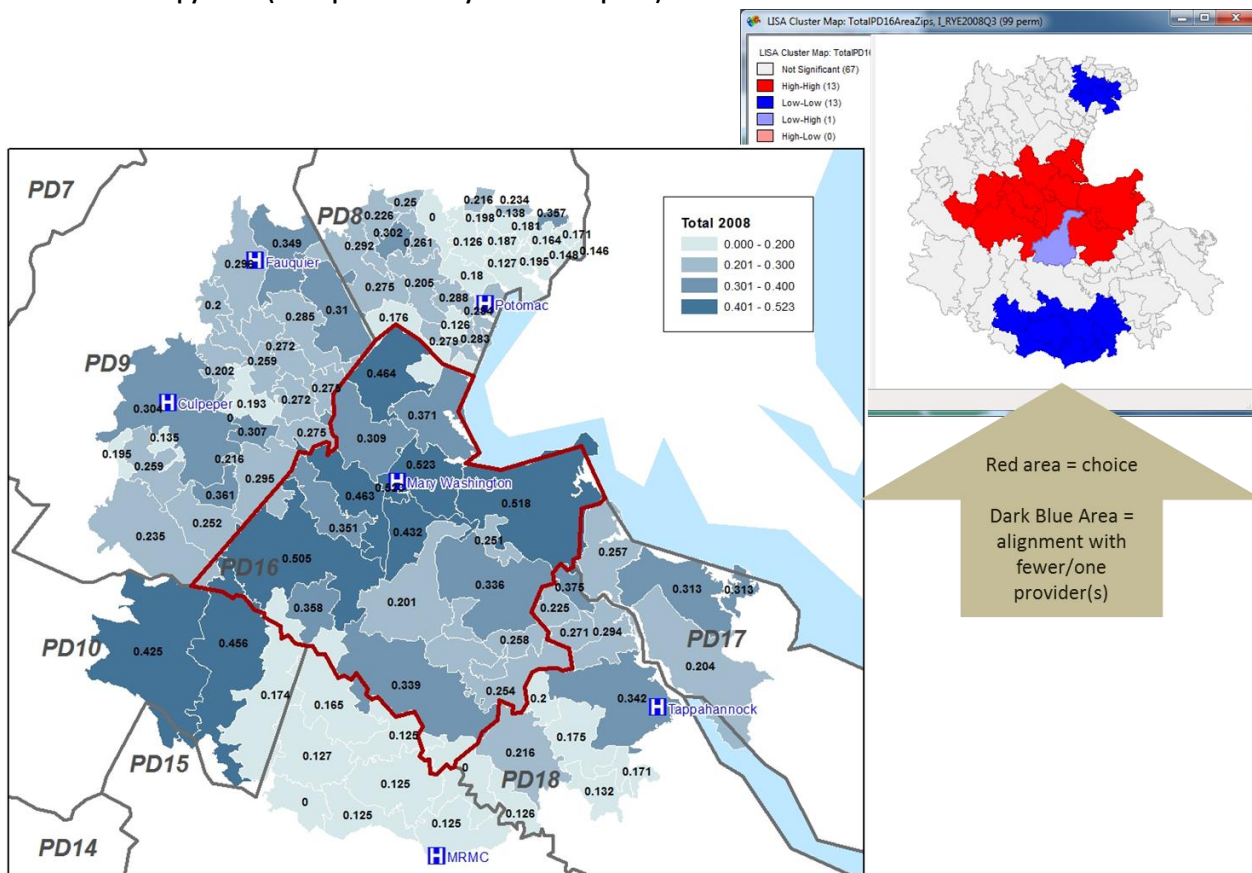 LISA Cluster Map: TotalPD16AreaZips, I_RYE2008Q3 (99 perm)
LISA Cluster Map: TotalPD16
Not Significant (67)
High-High (13)
Low-Low (13)
Low-High (1)
High-Low (0)
Red area = choice
Dark Blue Area =
alignment with
fewer/one
provider(s)
Total 2008
0.000 - 0.200
0.201 - 0.300
0.301 - 0.400
0.401 - 0.523
PD7
PD8
0.25
0.226
0
0.216
0.234
0.198
0.138
0.357
0.302
0.181
0.171
0.292
0.261
0.126
0.187
0.164
0.146
0.148
0.349
H Fauquier
0.127
0.195
0.18
0.275
0.205
0.288
H Potomac
0.2
0.285
0.31
0.176
0.126
0.279
0.283
PD9
0.272
0.259
0.202
0.464
0.275
0.304
H Culpeper
0.193
0.272
0.371
0
0.307
0.275
0.309
0.135
0.195
0.259
0.216
0.295
0.523
H Mary Washington
0.463
0.361
0.518
0.252
0.351
0.432
0.235
0.251
0.257
PD16
0.505
0.336
0.375
0.313
0.313
0.358
0.201
0.225
PD10
0.425
0.456
0.258
0.271
0.294
PD17
0.204
0.174
0.339
0.254
0.2
0.342
H Tappahannock
0.165
0.125
0.175
0.127
0.216
PD15
0.125
0
PD18
0.171
0.132
0
0.125
0.125
0.126
PD14
H MRMC